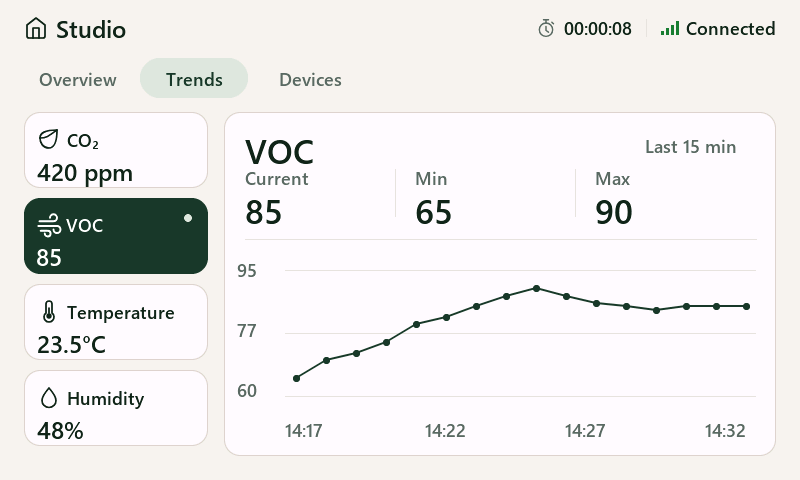 Studio
00:00:08
Connected
Overview
Trends
Devices
CO₂
420 ppm
VOC
85
Temperature
23.5°C
Humidity
48%
VOC
Last 15 min
Current
Min
Max
85
65
90
95
77
60
14:17
14:22
14:27
14:32